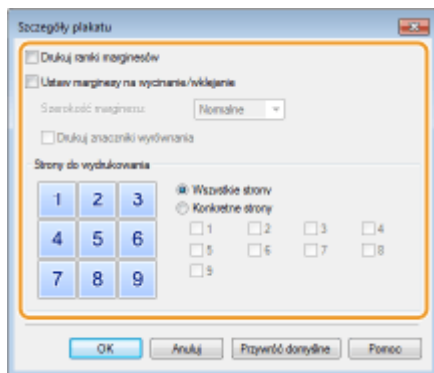 Szczegóły plakatu
Drukuj ramki marginesów
Ustaw marginesy na wycinanie/wklejanie
Szerokość marginesu: Normalne
Drukuj znaczniki wyrównania
Strony do wydrukowania
1 2 3
4 5 6
7 8 9
Wszystkie strony
Konkretne strony
1 2 3 4
5 6 7 8
9
OK Anuluj Przywróć domyślne Pomoc